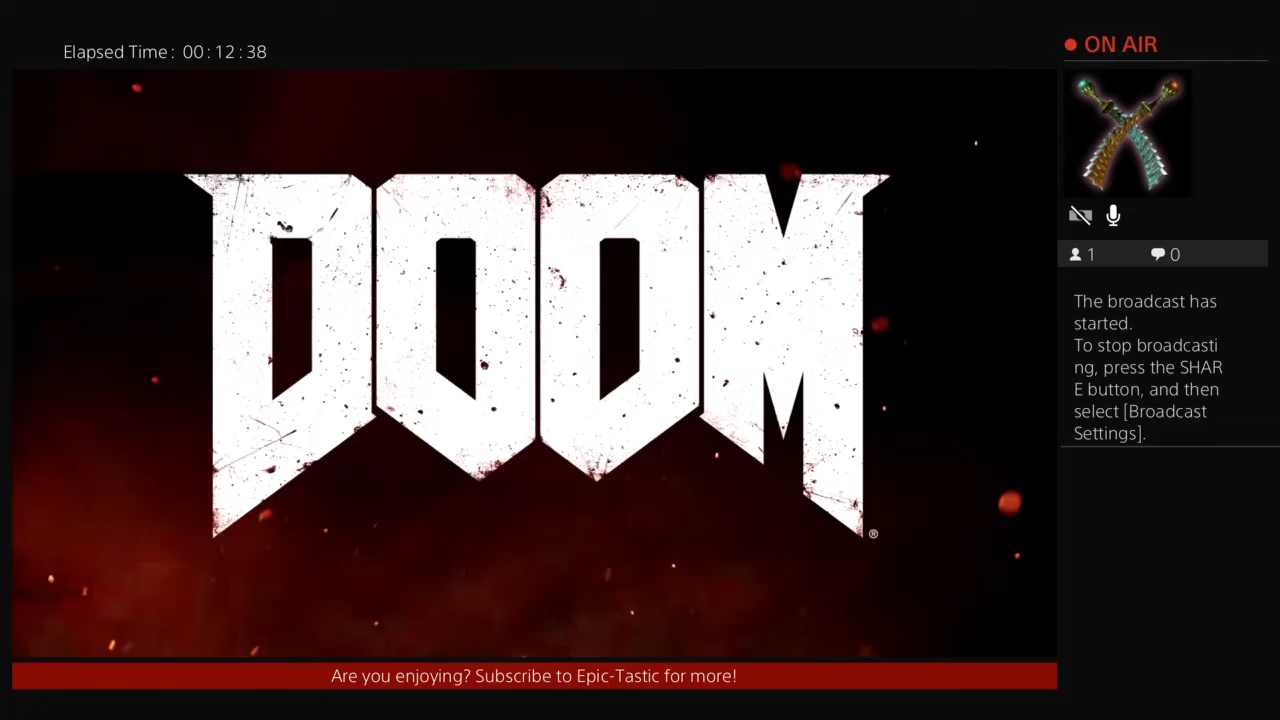 Elapsed Time: 00:12:38
ON AIR
DOOM
®
1 0
The broadcast has
started.
To stop broadcasti
ng, press the SHAR
E button, and then
select [Broadcast
Settings].
Are you enjoying? Subscribe to Epic-Tastic for more!